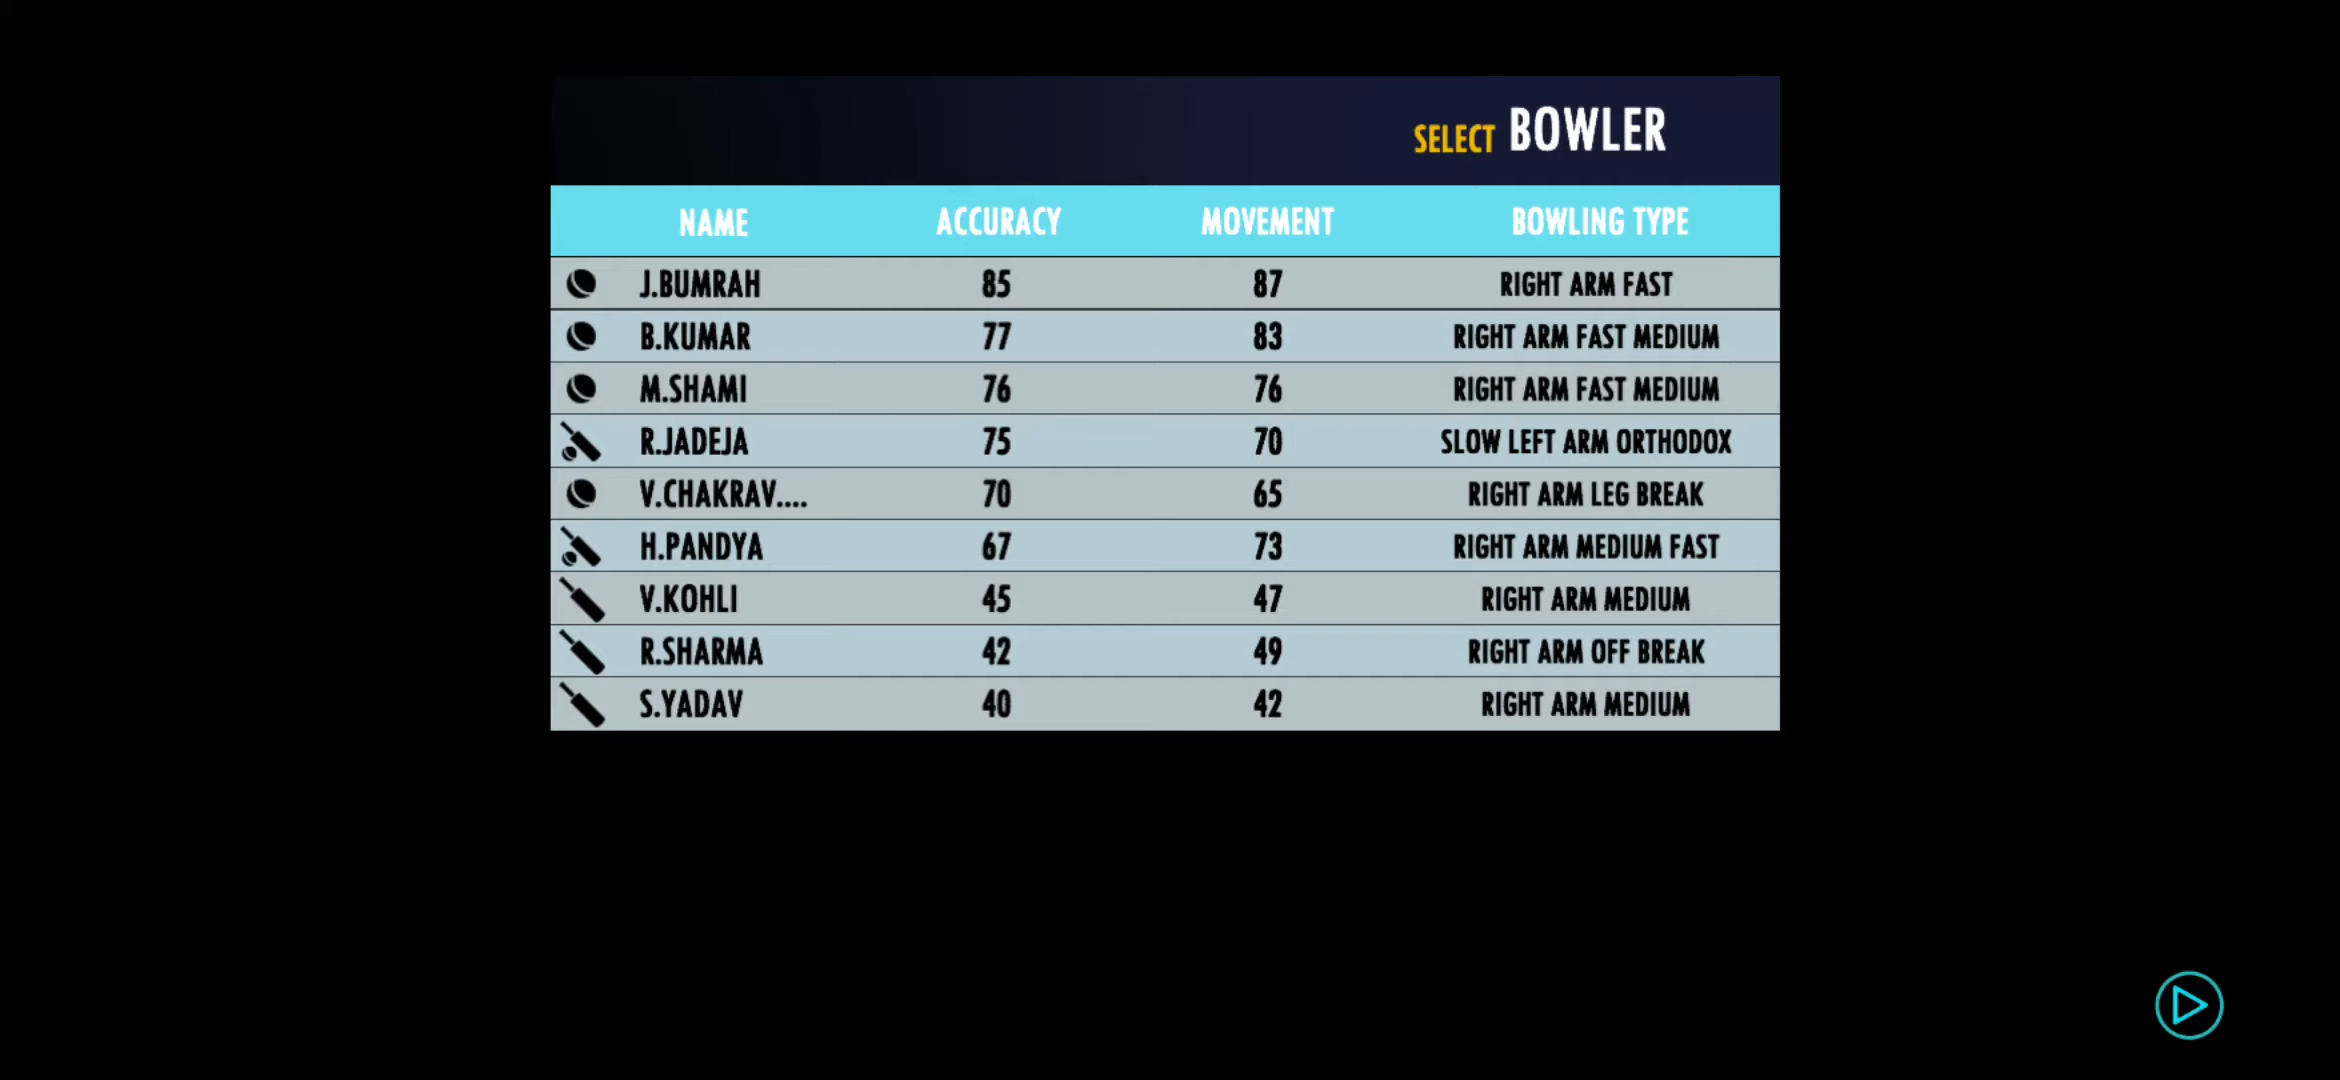 SELECT BOWLER
NAME ACCURACY MOVEMENT BOWLING TYPE
J.BUMRAH 85 87 RIGHT ARM FAST
B.KUMAR 77 83 RIGHT ARM FAST MEDIUM
M.SHAMI 76 76 RIGHT ARM FAST MEDIUM
R.JADEJA 75 70 SLOW LEFT ARM ORTHODOX
V.CHAKRAV.... 70 65 RIGHT ARM LEG BREAK
H.PANDYA 67 73 RIGHT ARM MEDIUM FAST
V.KOHLI 45 47 RIGHT ARM MEDIUM
R.SHARMA 42 49 RIGHT ARM OFF BREAK
S.YADAV 40 42 RIGHT ARM MEDIUM